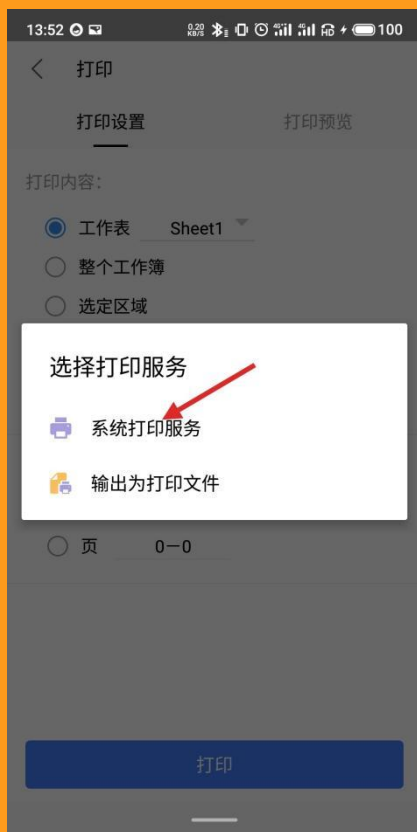 13:52 0.20 KB/S 4G 4G HD 100
打印
打印设置 打印预览
打印内容：
工作表 Sheet1
整个工作簿
选定区域
选择打印服务
系统打印服务
输出为打印文件
页 0－0
打印